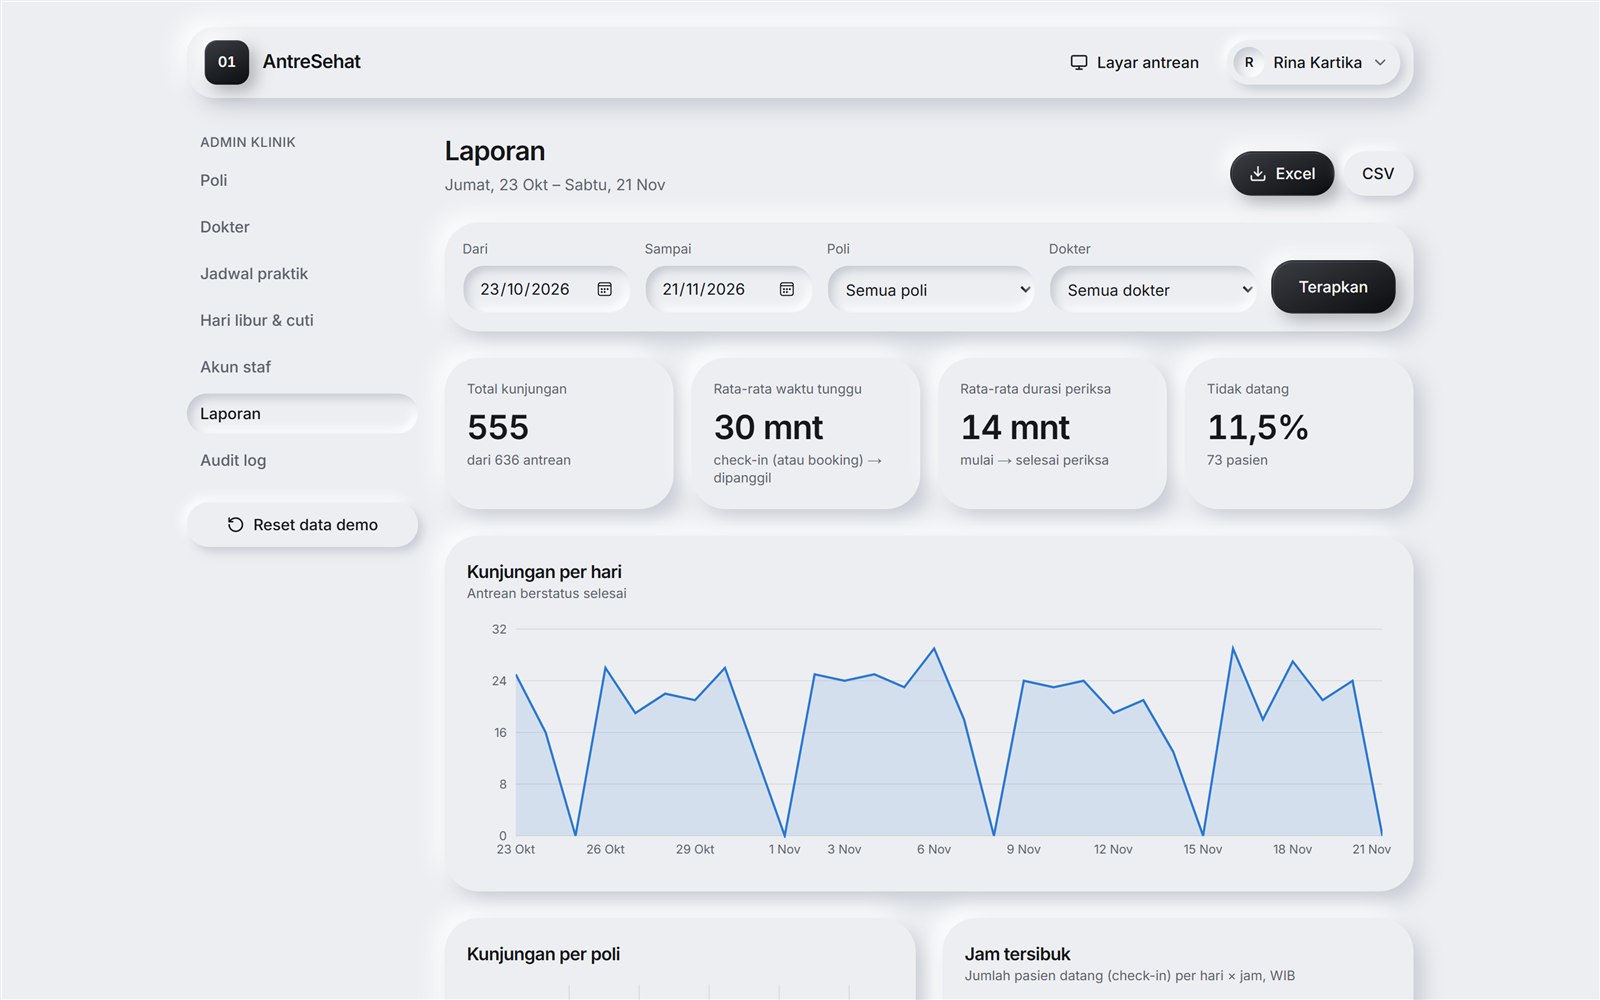 01
AntreSehat
Layar antrean
R
Rina Kartika
ADMIN KLINIK
Poli
Dokter
Jadwal praktik
Hari libur & cuti
Akun staf
Laporan
Audit log
Reset data demo
Laporan
Jumat, 23 Okt – Sabtu, 21 Nov
Excel
CSV
Dari
Sampai
Poli
Dokter
23/10/2026
21/11/2026
Semua poli
Semua dokter
Terapkan
Total kunjungan
555
dari 636 antrean
Rata-rata waktu tunggu
30 mnt
check-in (atau booking) →
dipanggil
Rata-rata durasi periksa
14 mnt
mulai → selesai periksa
Tidak datang
11,5%
73 pasien
Kunjungan per hari
Antrean berstatus selesai
32
24
16
8
0
23 Okt
26 Okt
29 Okt
1 Nov
3 Nov
6 Nov
9 Nov
12 Nov
15 Nov
18 Nov
21 Nov
Kunjungan per poli
Jam tersibuk
Jumlah pasien datang (check-in) per hari × jam, WIB